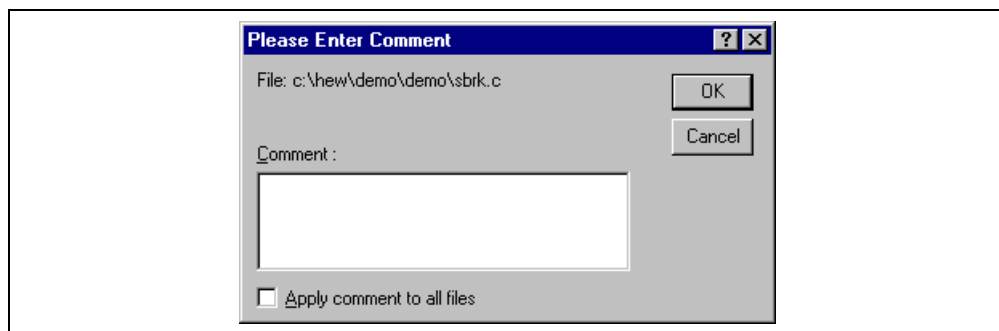 Please Enter Comment
File: c:\hew\demo\demo\sbrk.c
OK
Cancel
Comment :
Apply comment to all files